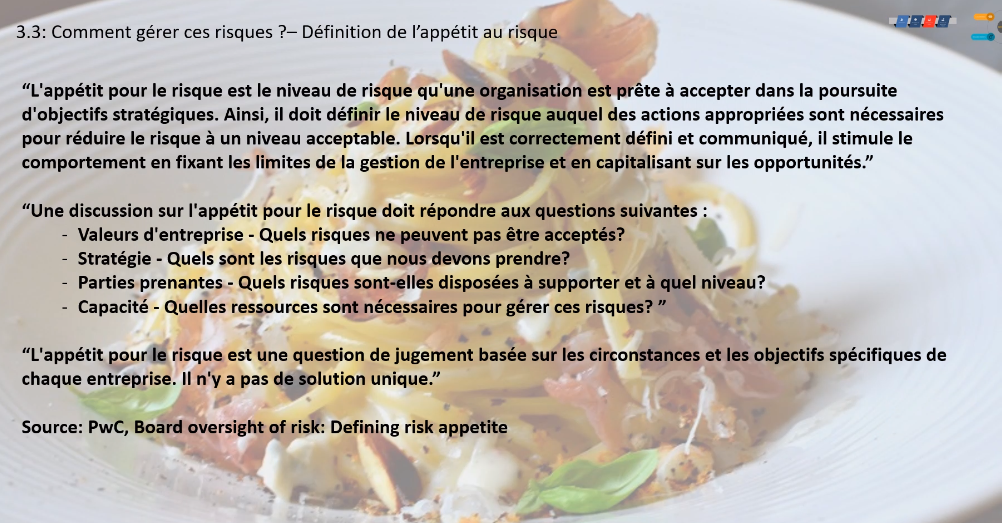 3.3: Comment gérer ces risques ?– Définition de l'appétit au risque
“L'appétit pour le risque est le niveau de risque qu'une organisation est prête à accepter dans la poursuite
d'objectifs stratégiques. Ainsi, il doit définir le niveau de risque auquel des actions appropriées sont nécessaires
pour réduire le risque à un niveau acceptable. Lorsqu'il est correctement défini et communiqué, il stimule le
comportement en fixant les limites de la gestion de l'entreprise et en capitalisant sur les opportunités.”
“Une discussion sur l'appétit pour le risque doit répondre aux questions suivantes :
- Valeurs d'entreprise - Quels risques ne peuvent pas être acceptés?
- Stratégie - Quels sont les risques que nous devons prendre?
- Parties prenantes - Quels risques sont-elles disposées à supporter et à quel niveau?
- Capacité - Quelles ressources sont nécessaires pour gérer ces risques? ”
“L'appétit pour le risque est une question de jugement basée sur les circonstances et les objectifs spécifiques de
chaque entreprise. Il n'y a pas de solution unique.”
Source: PwC, Board oversight of risk: Defining risk appetite